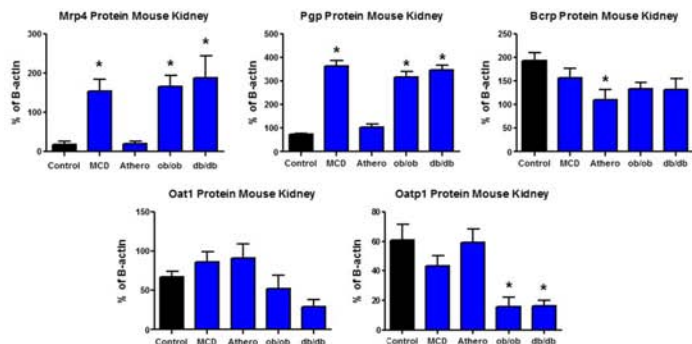 Mrp4 Protein Mouse Kidney
% of B-actin
300
200
100
0
Control MCD Athero ob/ob db/db
* * *
Pgp Protein Mouse Kidney
% of B-actin
500
400
300
200
100
0
Control MCD Athero ob/ob db/db
* * *
Bcrp Protein Mouse Kidney
% of B-actin
250
200
150
100
50
0
Control MCD Athero ob/ob db/db
*
Oat1 Protein Mouse Kidney
% of B-actin
150
100
50
0
Control MCD Athero ob/ob db/db
Oatp1 Protein Mouse Kidney
% of B-actin
80
60
40
20
0
Control MCD Athero ob/ob db/db
* *